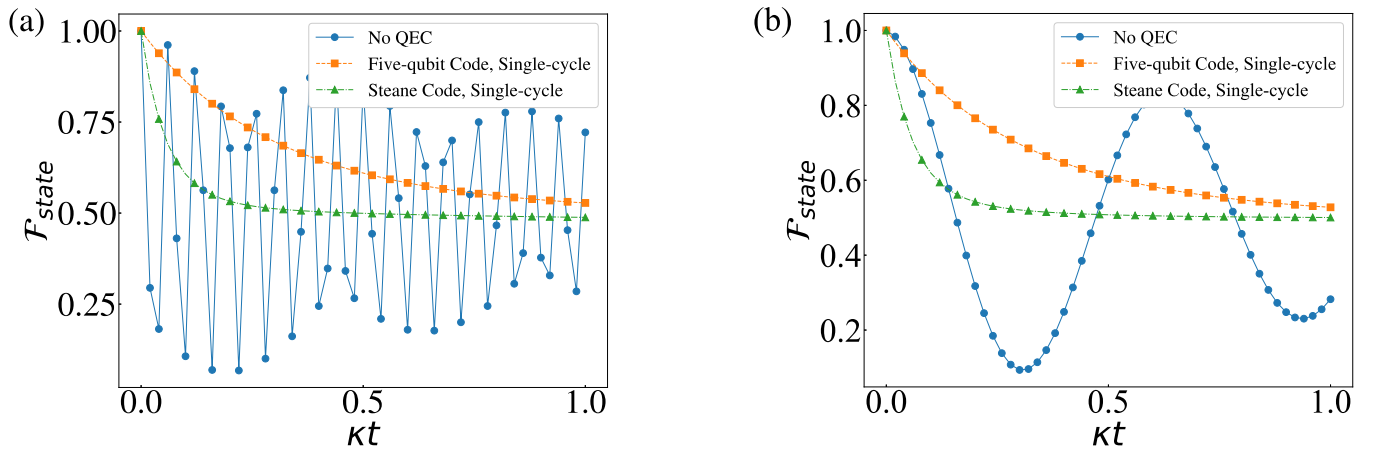 (a)
1.00
0.75
0.50
0.25
F_state
0.0
0.5
1.0
κt
No QEC
Five-qubit Code, Single-cycle
Steane Code, Single-cycle
(b)
1.0
0.8
0.6
0.4
0.2
F_state
0.0
0.5
1.0
κt
No QEC
Five-qubit Code, Single-cycle
Steane Code, Single-cycle